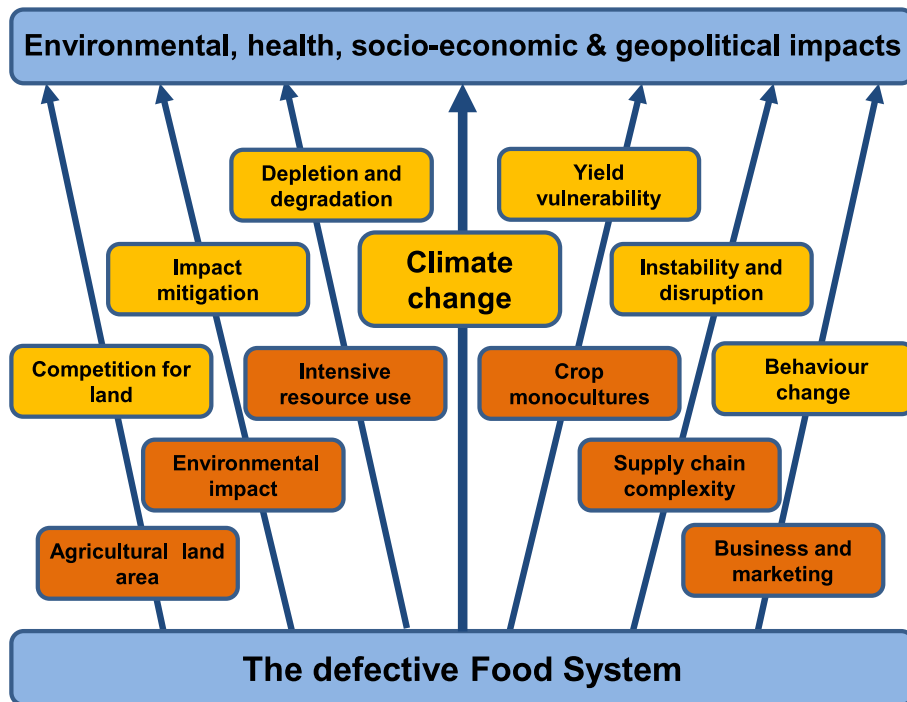 Environmental, health, socio-economic & geopolitical impacts
Depletion and
degradation
Yield
vulnerability
Impact
mitigation
Climate
change
Instability and
disruption
Competition for
land
Intensive
resource use
Crop
monocultures
Behaviour
change
Environmental
impact
Supply chain
complexity
Agricultural land
area
Business and
marketing
The defective Food System